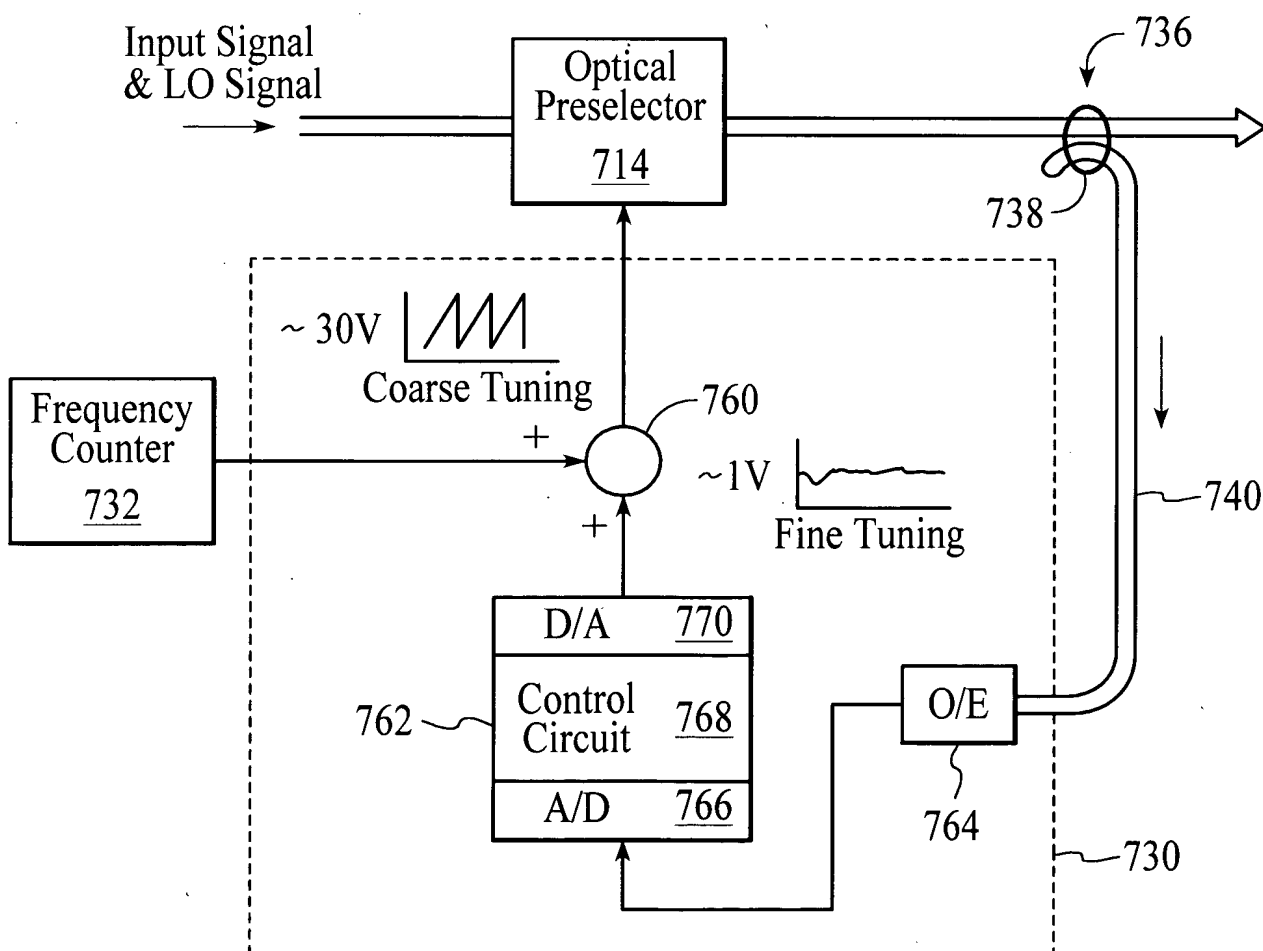 Input Signal
& LO Signal
Optical
Preselector
714
736
738
~ 30V
Coarse Tuning
Frequency
Counter
732
+
760
~1V
Fine Tuning
+
740
D/A 770
Control
Circuit
768
762
A/D 766
O/E
764
730